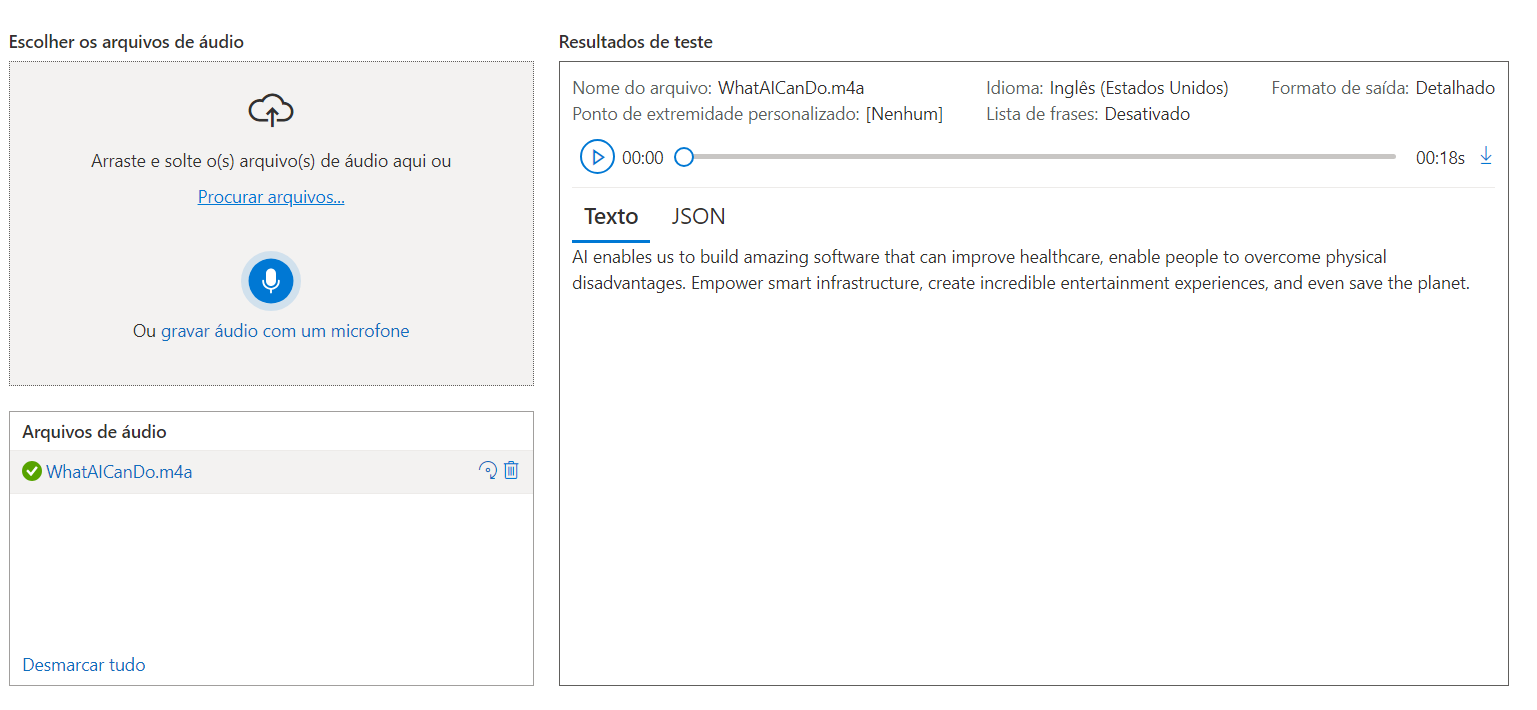 Escolher os arquivos de áudio
Arraste e solte o(s) arquivo(s) de áudio aqui ou
Procurar arquivos...
Ou gravar áudio com um microfone
Arquivos de áudio
WhatAICanDo.m4a
Desmarcar tudo
Resultados de teste
Nome do arquivo: WhatAICanDo.m4a Idioma: Inglês (Estados Unidos) Formato de saída: Detalhado
Ponto de extremidade personalizado: [Nenhum] Lista de frases: Desativado
00:00 00:18s
Texto JSON
AI enables us to build amazing software that can improve healthcare, enable people to overcome physical
disadvantages. Empower smart infrastructure, create incredible entertainment experiences, and even save the planet.